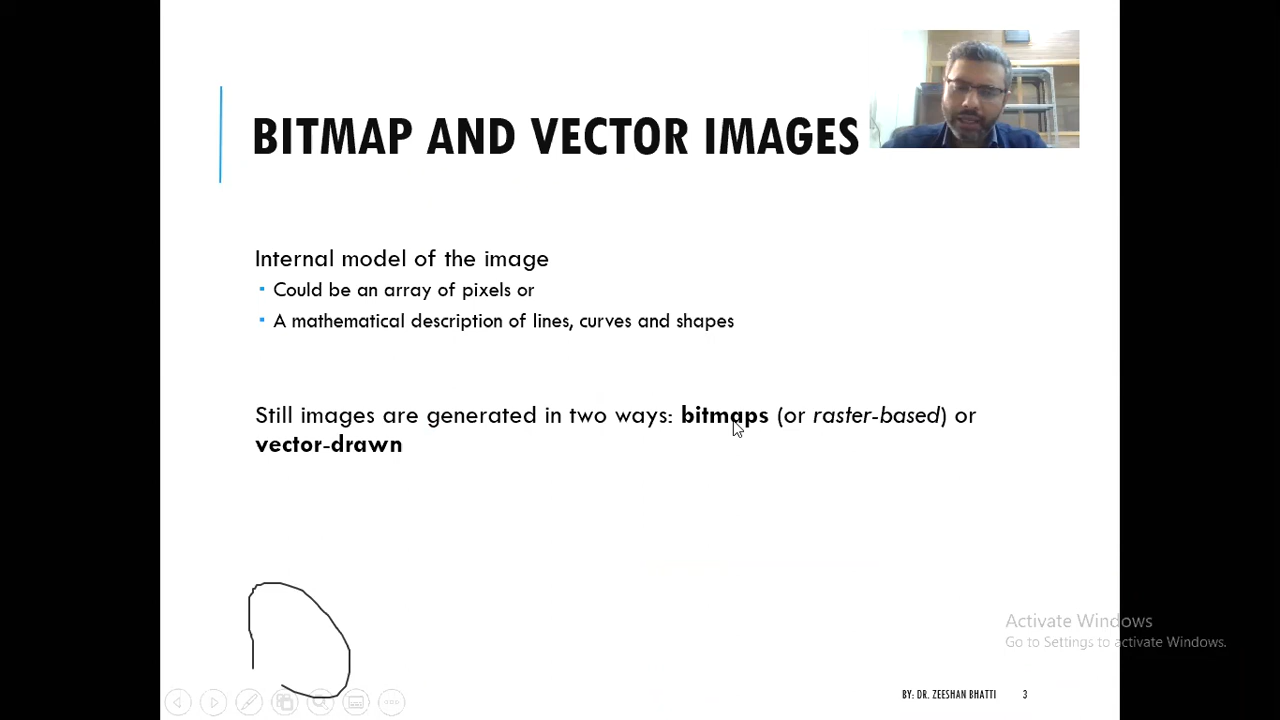 BITMAP AND VECTOR IMAGES
Internal model of the image
Could be an array of pixels or
A mathematical description of lines, curves and shapes
Still images are generated in two ways: bitmaps (or raster-based) or
vector-drawn
Activate Windows
Go to Settings to activate Windows.
BY: DR. ZEESHAN BHATTI 3